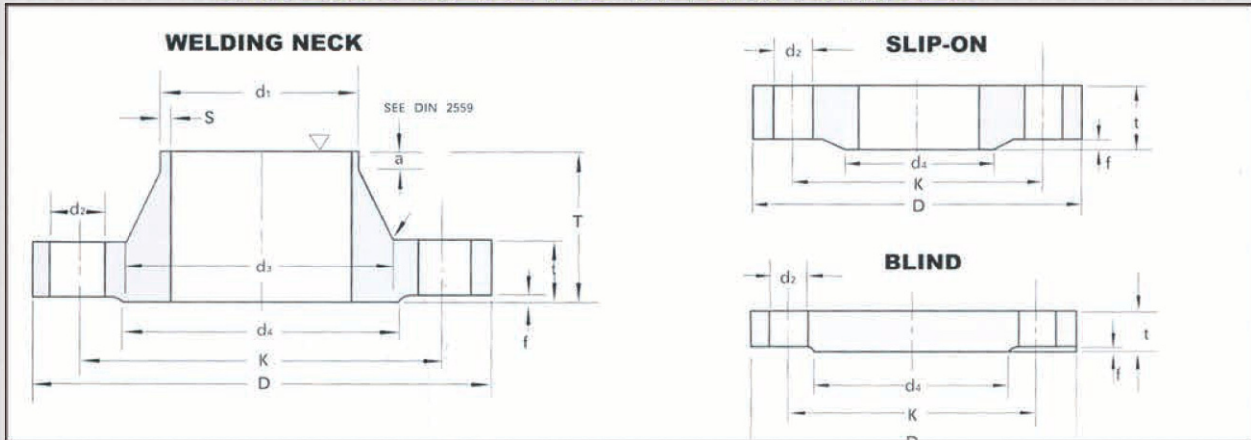 WELDING NECK
d₁
SEE DIN 2559
S
a
d₂
T
d₃
t
d₄
f
K
D
SLIP-ON
d₂
t
d₄
f
K
D
BLIND
d₂
t
d₄
f
K
D